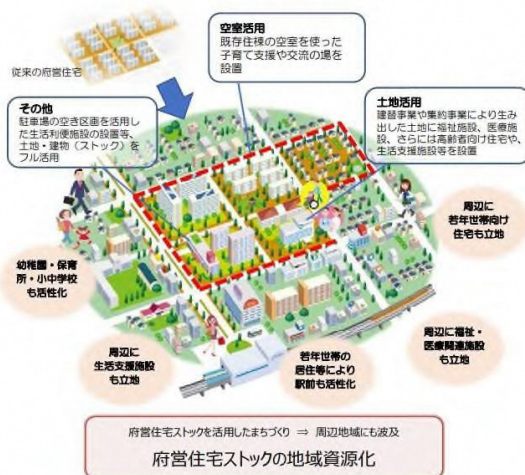 従来の府営住宅
空室活用
既存住棟の空室を使った
子育て支援や交流の場を
設置
その他
駐車場の空き区画を活用し
た生活利便施設の設置等、
土地・建物（ストック）を
フル活用
土地活用
建替事業や集約事業により生み
出した土地に福祉施設、医療施
設、さらには高齢者向け住宅や、
生活支援施設等を設置
周辺に
若年世帯向け
住宅も立地
幼稚園・保育
所・小中学校
も活性化
周辺に
生活支援施設
も立地
若年世帯の
居住等により
駅前も活性化
周辺に福祉・
医療関連施設
も立地
府営住宅ストックを活用したまちづくり ⇒ 周辺地域にも波及
府営住宅ストックの地域資源化